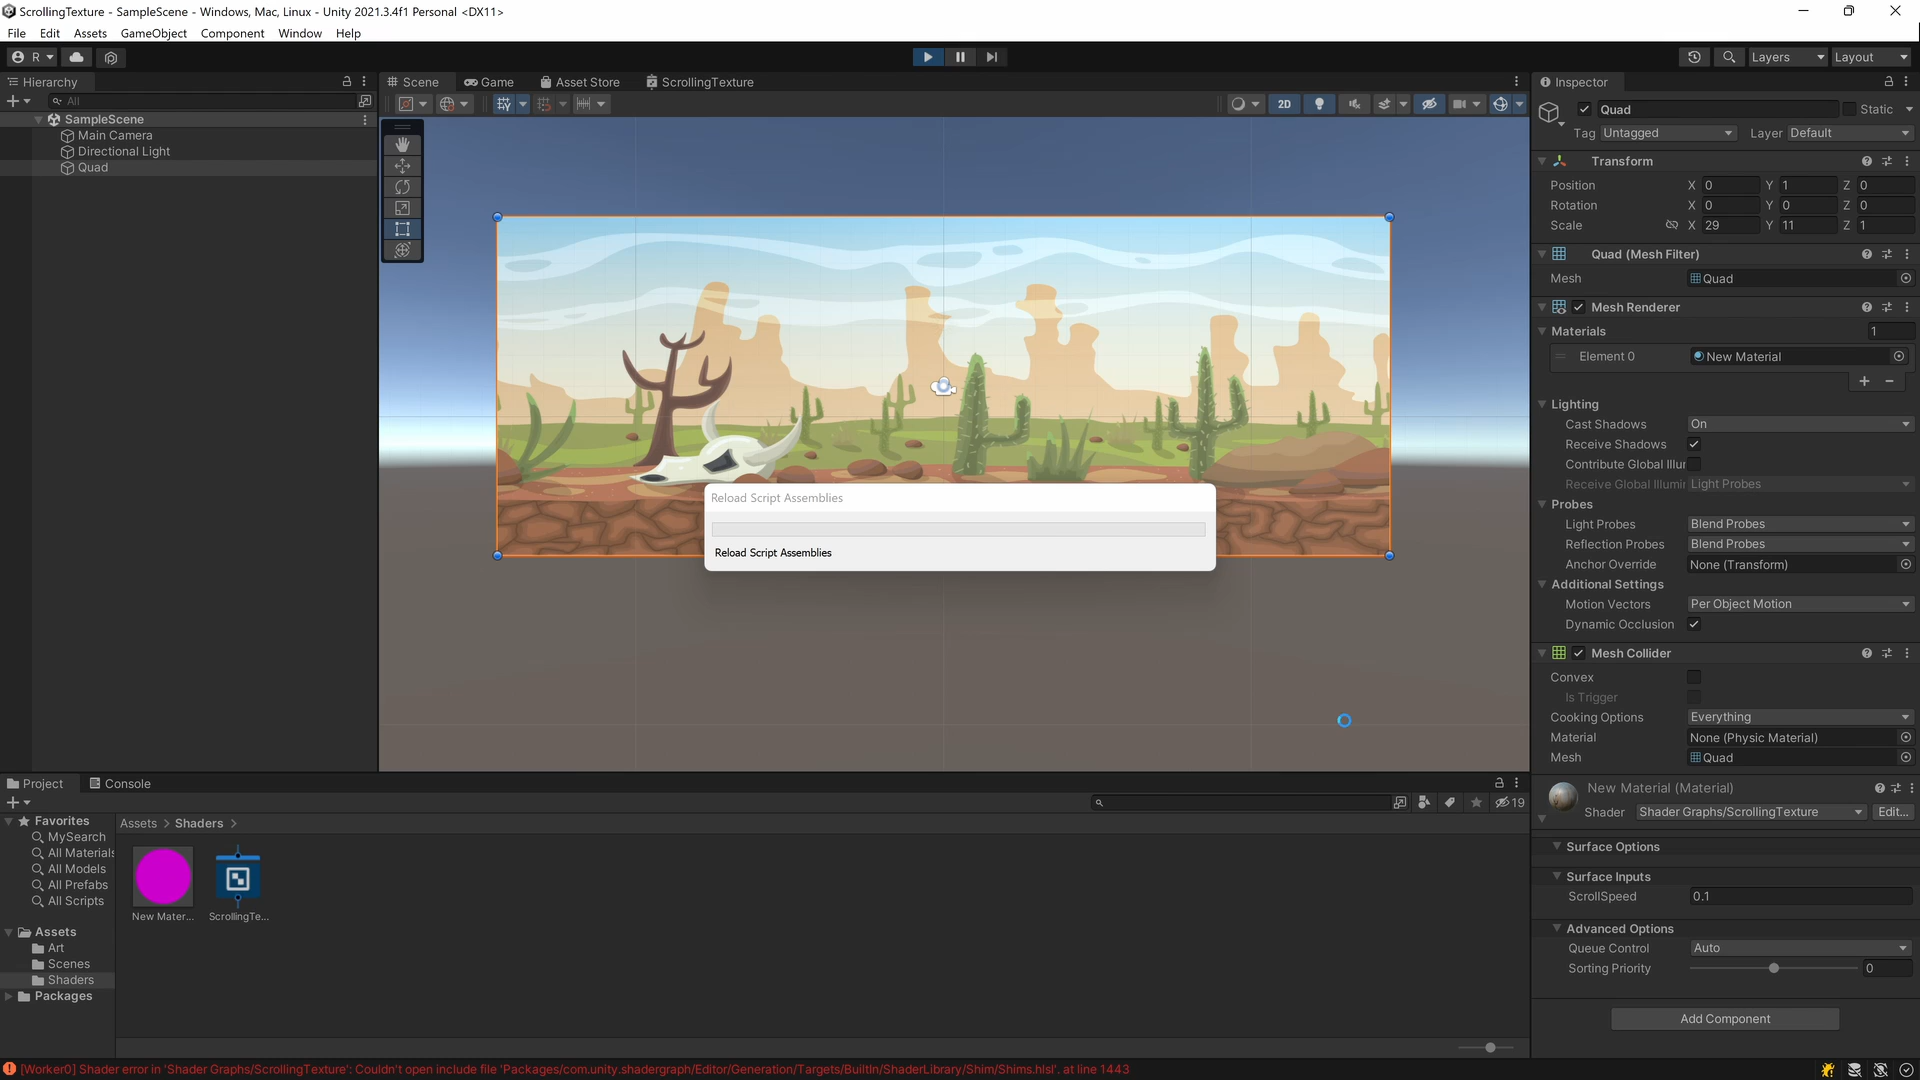 ScrollingTexture - SampleScene - Windows, Mac, Linux - Unity 2021.3.4f1 Personal <DX11>
File Edit Assets GameObject Component Window Help
R Layers Layout
Hierarchy
All
SampleScene
Main Camera
Directional Light
Quad
Scene Game Asset Store ScrollingTexture
2D
Reload Script Assemblies
Reload Script Assemblies
Inspector
Quad Static
Tag Untagged Layer Default
Transform
Position X 0 Y 1 Z 0
Rotation X 0 Y 0 Z 0
Scale X 29 Y 11 Z 1
Quad (Mesh Filter)
Mesh Quad
Mesh Renderer
Materials 1
Element 0 New Material
Lighting
Cast Shadows On
Receive Shadows
Contribute Global Illur
Receive Global Illumir Light Probes
Probes
Light Probes Blend Probes
Reflection Probes Blend Probes
Anchor Override None (Transform)
Additional Settings
Motion Vectors Per Object Motion
Dynamic Occlusion
Mesh Collider
Convex
Is Trigger
Cooking Options Everything
Material None (Physic Material)
Mesh Quad
New Material (Material)
Shader Shader Graphs/ScrollingTexture Edit...
Surface Options
Surface Inputs
ScrollSpeed 0.1
Advanced Options
Queue Control Auto
Sorting Priority 0
Add Component
Project Console
19
Favorites
MySearch
All Materials
All Models
All Prefabs
All Scripts
Assets
Art
Scenes
Shaders
Packages
Assets > Shaders >
New Mater... ScrollingTe...
[Worker0] Shader error in 'Shader Graphs/ScrollingTexture': Couldn't open include file 'Packages/com.unity.shadergraph/Editor/Generation/Targets/BuiltIn/ShaderLibrary/Shim/Shims.hlsl'. at line 1443